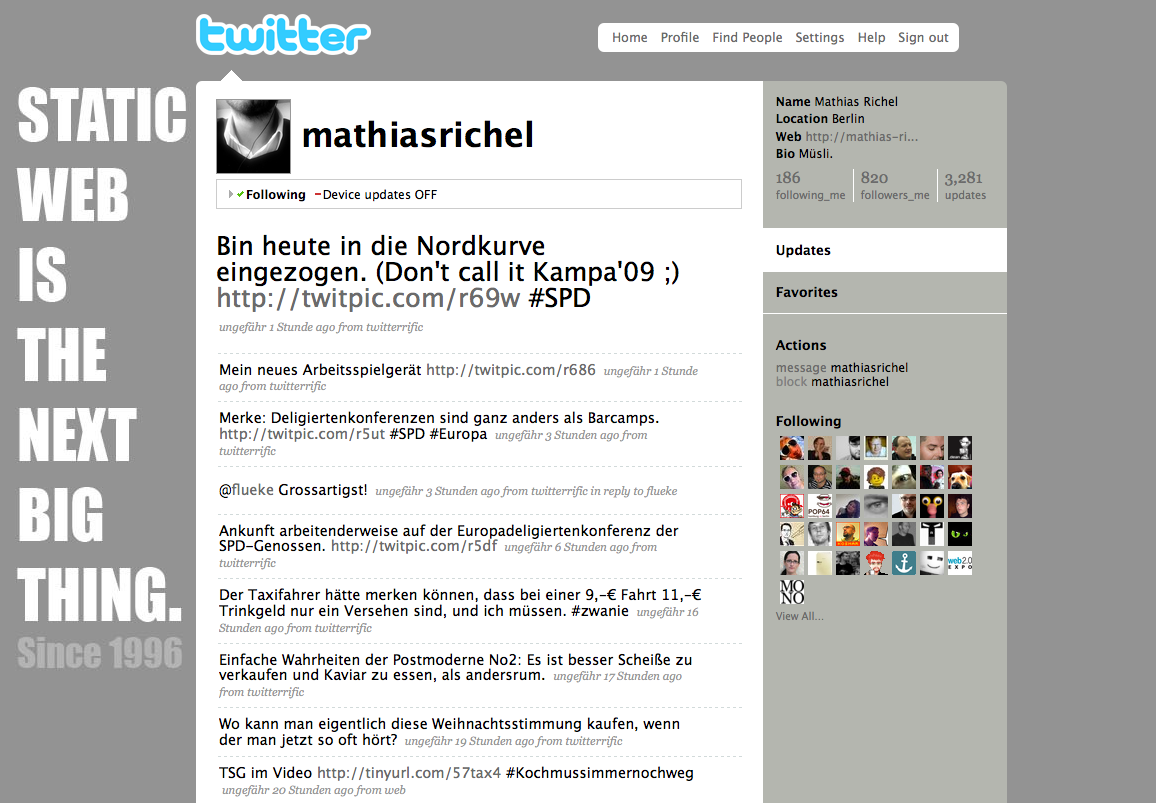 twitter
Home Profile Find People Settings Help Sign out
STATIC
WEB
IS
THE
NEXT
BIG
THING.
Since 1996
mathiasrichel
Following Device updates OFF
Bin heute in die Nordkurve
eingezogen. (Don't call it Kampa'09 ;)
http://twitpic.com/r69w #SPD
ungefähr 1 Stunde ago from twitterrific
Mein neues Arbeitsspielgerät http://twitpic.com/r686 ungefähr 1 Stunde
ago from twitterrific
Merke: Deligiertenkonferenzen sind ganz anders als Barcamps.
http://twitpic.com/r5ut #SPD #Europa ungefähr 3 Stunden ago from
twitterrific
@flueke Grossartigst! ungefähr 3 Stunden ago from twitterrific in reply to flueke
Ankunft arbeitenderweise auf der Europadeligiertenkonferenz der
SPD-Genossen. http://twitpic.com/r5df ungefähr 6 Stunden ago from
twitterrific
Der Taxifahrer hätte merken können, dass bei einer 9,-€ Fahrt 11,-€
Trinkgeld nur ein Versehen sind, und ich müssen. #zwanie ungefähr 16
Stunden ago from twitterrific
Einfache Wahrheiten der Postmoderne No2: Es ist besser Scheiße zu
verkaufen und Kaviar zu essen, als andersrum. ungefähr 17 Stunden ago
from twitterrific
Wo kann man eigentlich diese Weihnachtsstimmung kaufen, wenn
der man jetzt so oft hört? ungefähr 19 Stunden ago from twitterrific
TSG im Video http://tinyurl.com/57tax4 #Kochmussimmernochweg
ungefähr 20 Stunden ago from web
Name Mathias Richel
Location Berlin
Web http://mathias-ri...
Bio Müsli.
186 820 3,281
following_me followers_me updates
Updates
Favorites
Actions
message mathiasrichel
block mathiasrichel
Following
POP64
web2.0
EXPO
MO
NO
View All...